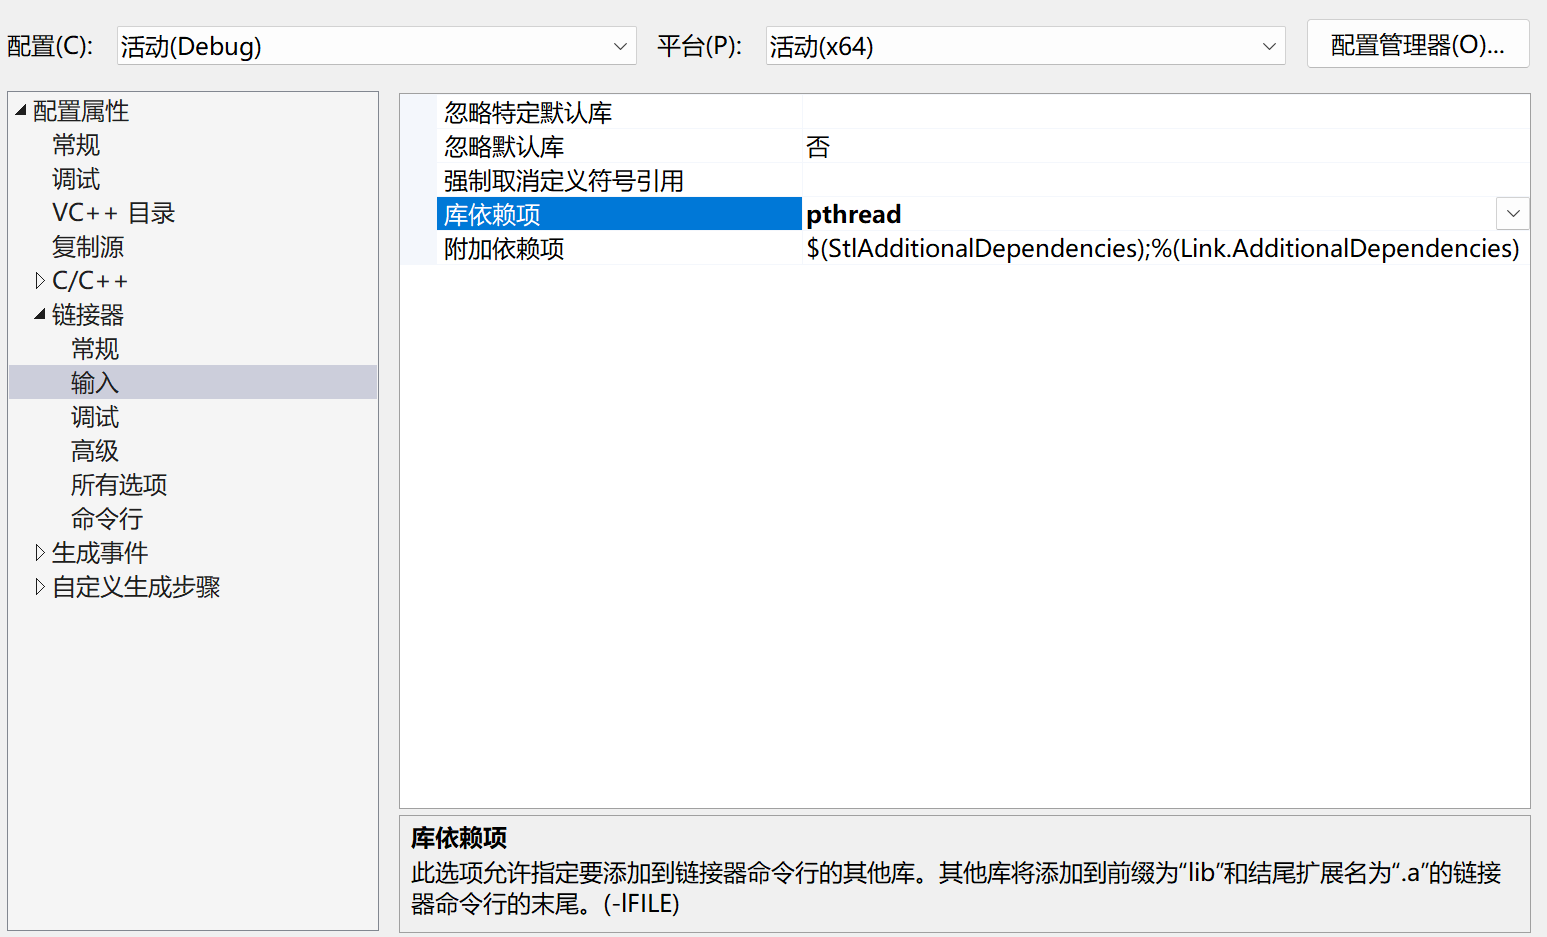 配置(C):
活动(Debug)
平台(P):
活动(x64)
配置管理器(O)...
配置属性
常规
调试
VC++ 目录
复制源
C/C++
链接器
常规
输入
调试
高级
所有选项
命令行
生成事件
自定义生成步骤
忽略特定默认库
忽略默认库 否
强制取消定义符号引用
库依赖项 pthread
附加依赖项 $(StlAdditionalDependencies);%(Link.AdditionalDependencies)
库依赖项
此选项允许指定要添加到链接器命令行的其他库。其他库将添加到前缀为“lib”和结尾扩展名为“.a”的链接
器命令行的末尾。(-lFILE)